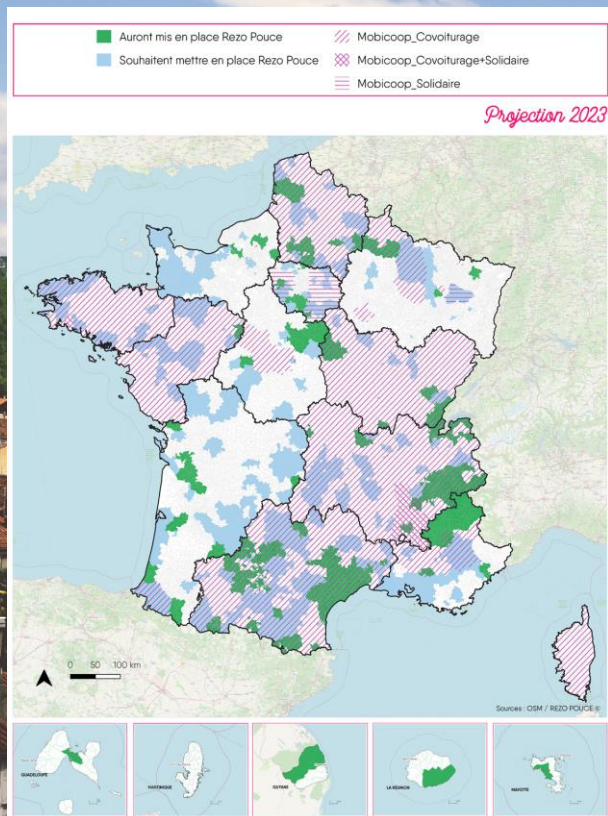 Auront mis en place Rezo Pouce
Mobicoop_Covoiturage
Souhaitent mettre en place Rezo Pouce
Mobicoop_Covoiturage+Solidaire
Mobicoop_Solidaire
Projection 2023
0 50 100 km
Sources : OSM / REZO POUCE ©
GUADELOUPE
MARTINIQUE
GUYANE
LA RÉUNION
MAYOTTE